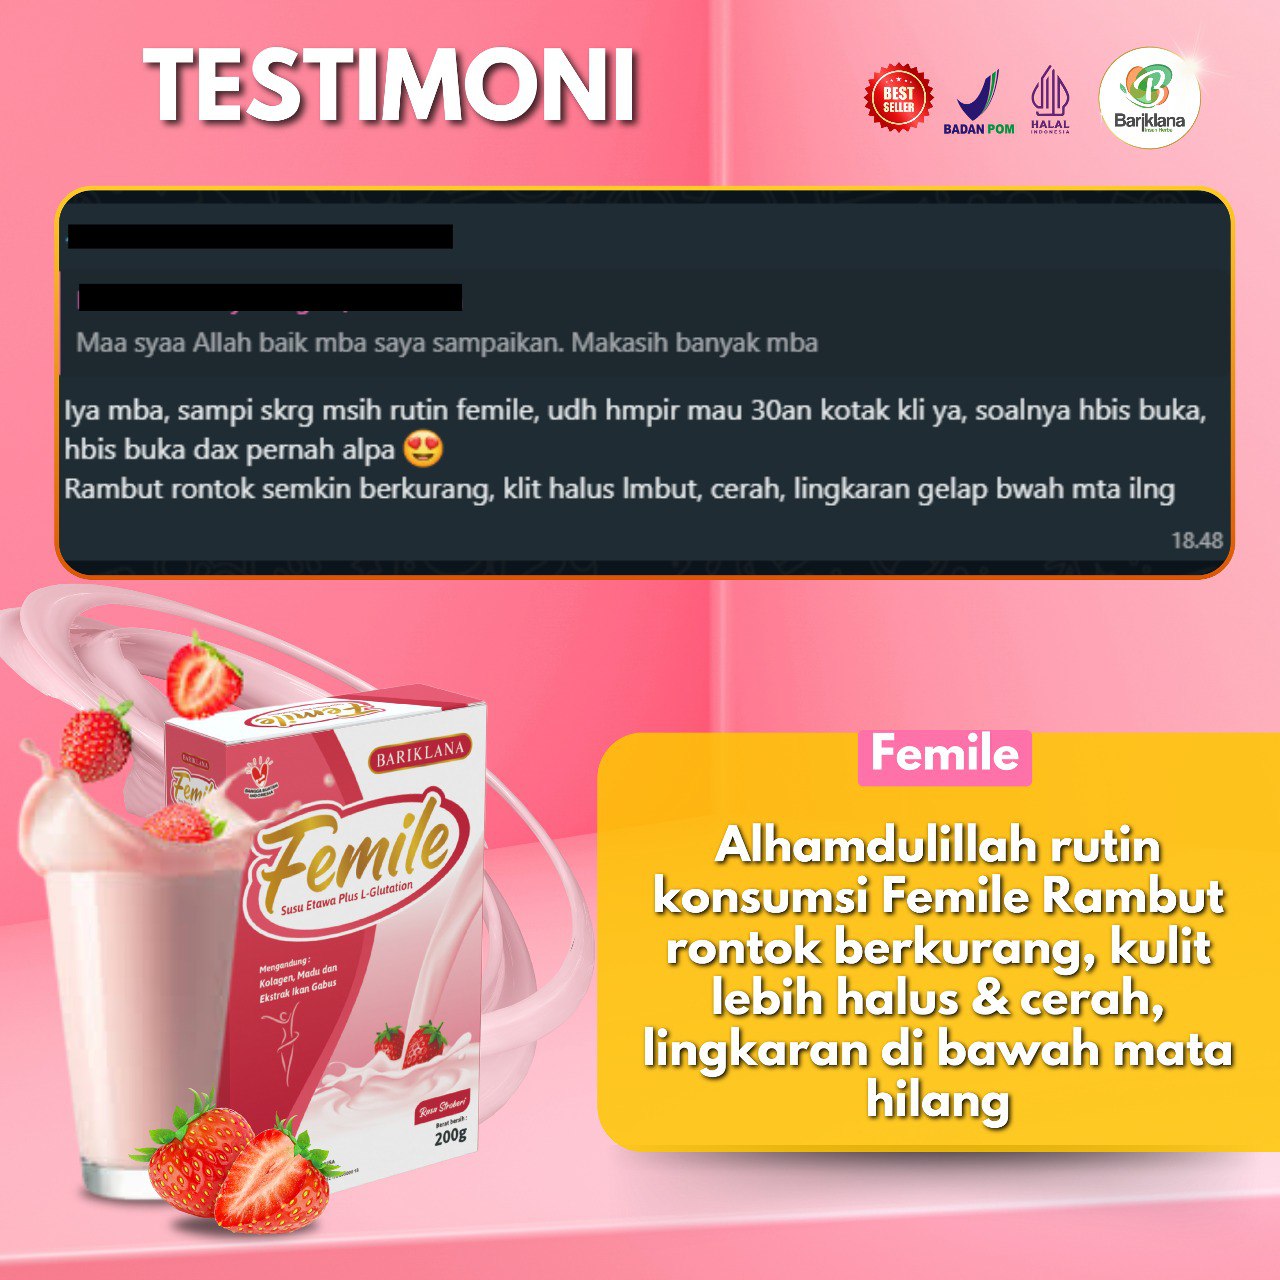 TESTIMONI
BEST
SELLER
BADAN POM
HALAL
INDONESIA
Bariklana
Maa syaa Allah baik mba saya sampaikan. Makasih banyak mba
Iya mba, sampi skrg msih rutin femile, udh hmpir mau 30an kotak kli ya, soalnya hbis buka,
hbis buka dax pernah alpa 😍
Rambut rontok semkin berkurang, klit halus lmbut, cerah, lingkaran gelap bwah mta ilng
18.48
Femile
BARIKLANA
BARIKLANA
Femile
Susu Etawa Plus L-Glutation
Mengandung :
Kolagen, Madu dan
Ekstrak Ikan Gabus
Rasa Stroberi
Berat bersih :
200g
Femile
Alhamdulillah rutin
konsumsi Femile Rambut
rontok berkurang, kulit
lebih halus & cerah,
lingkaran di bawah mata
hilang